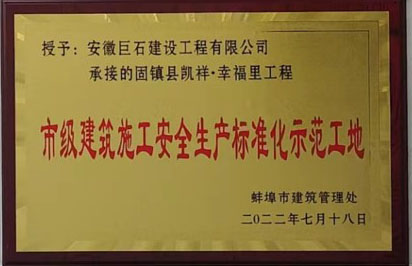 授予：安徽巨石建设工程有限公司
承接的固镇县凯祥·幸福里工程
市级建筑施工安全生产标准化示范工地
蚌埠市建筑管理处
二〇二二年七月十八日